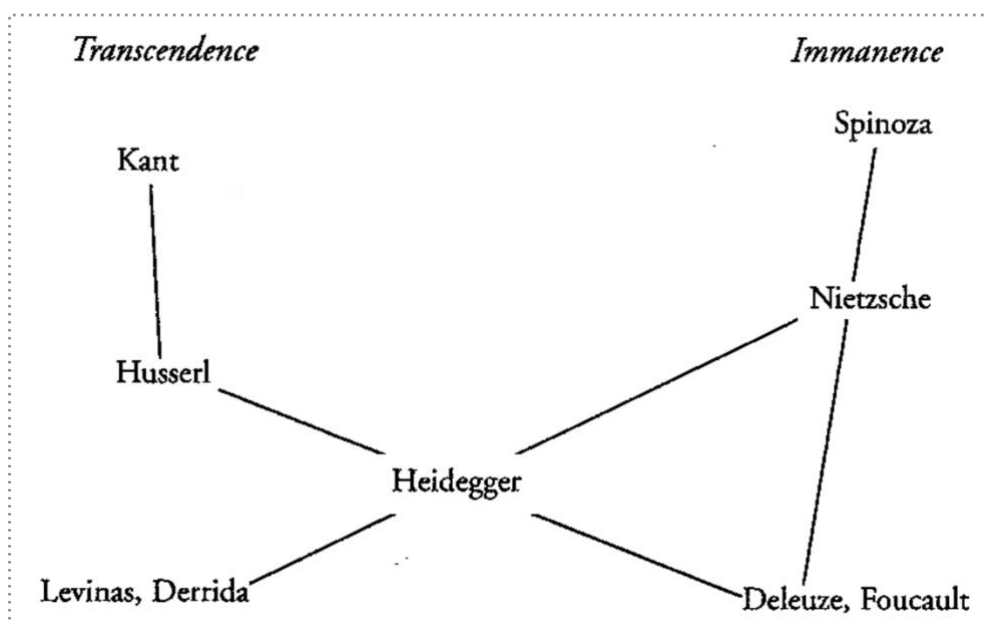 Transcendence
Immanence
Spinoza
Kant
Nietzsche
Husserl
Heidegger
Levinas, Derrida
Deleuze, Foucault